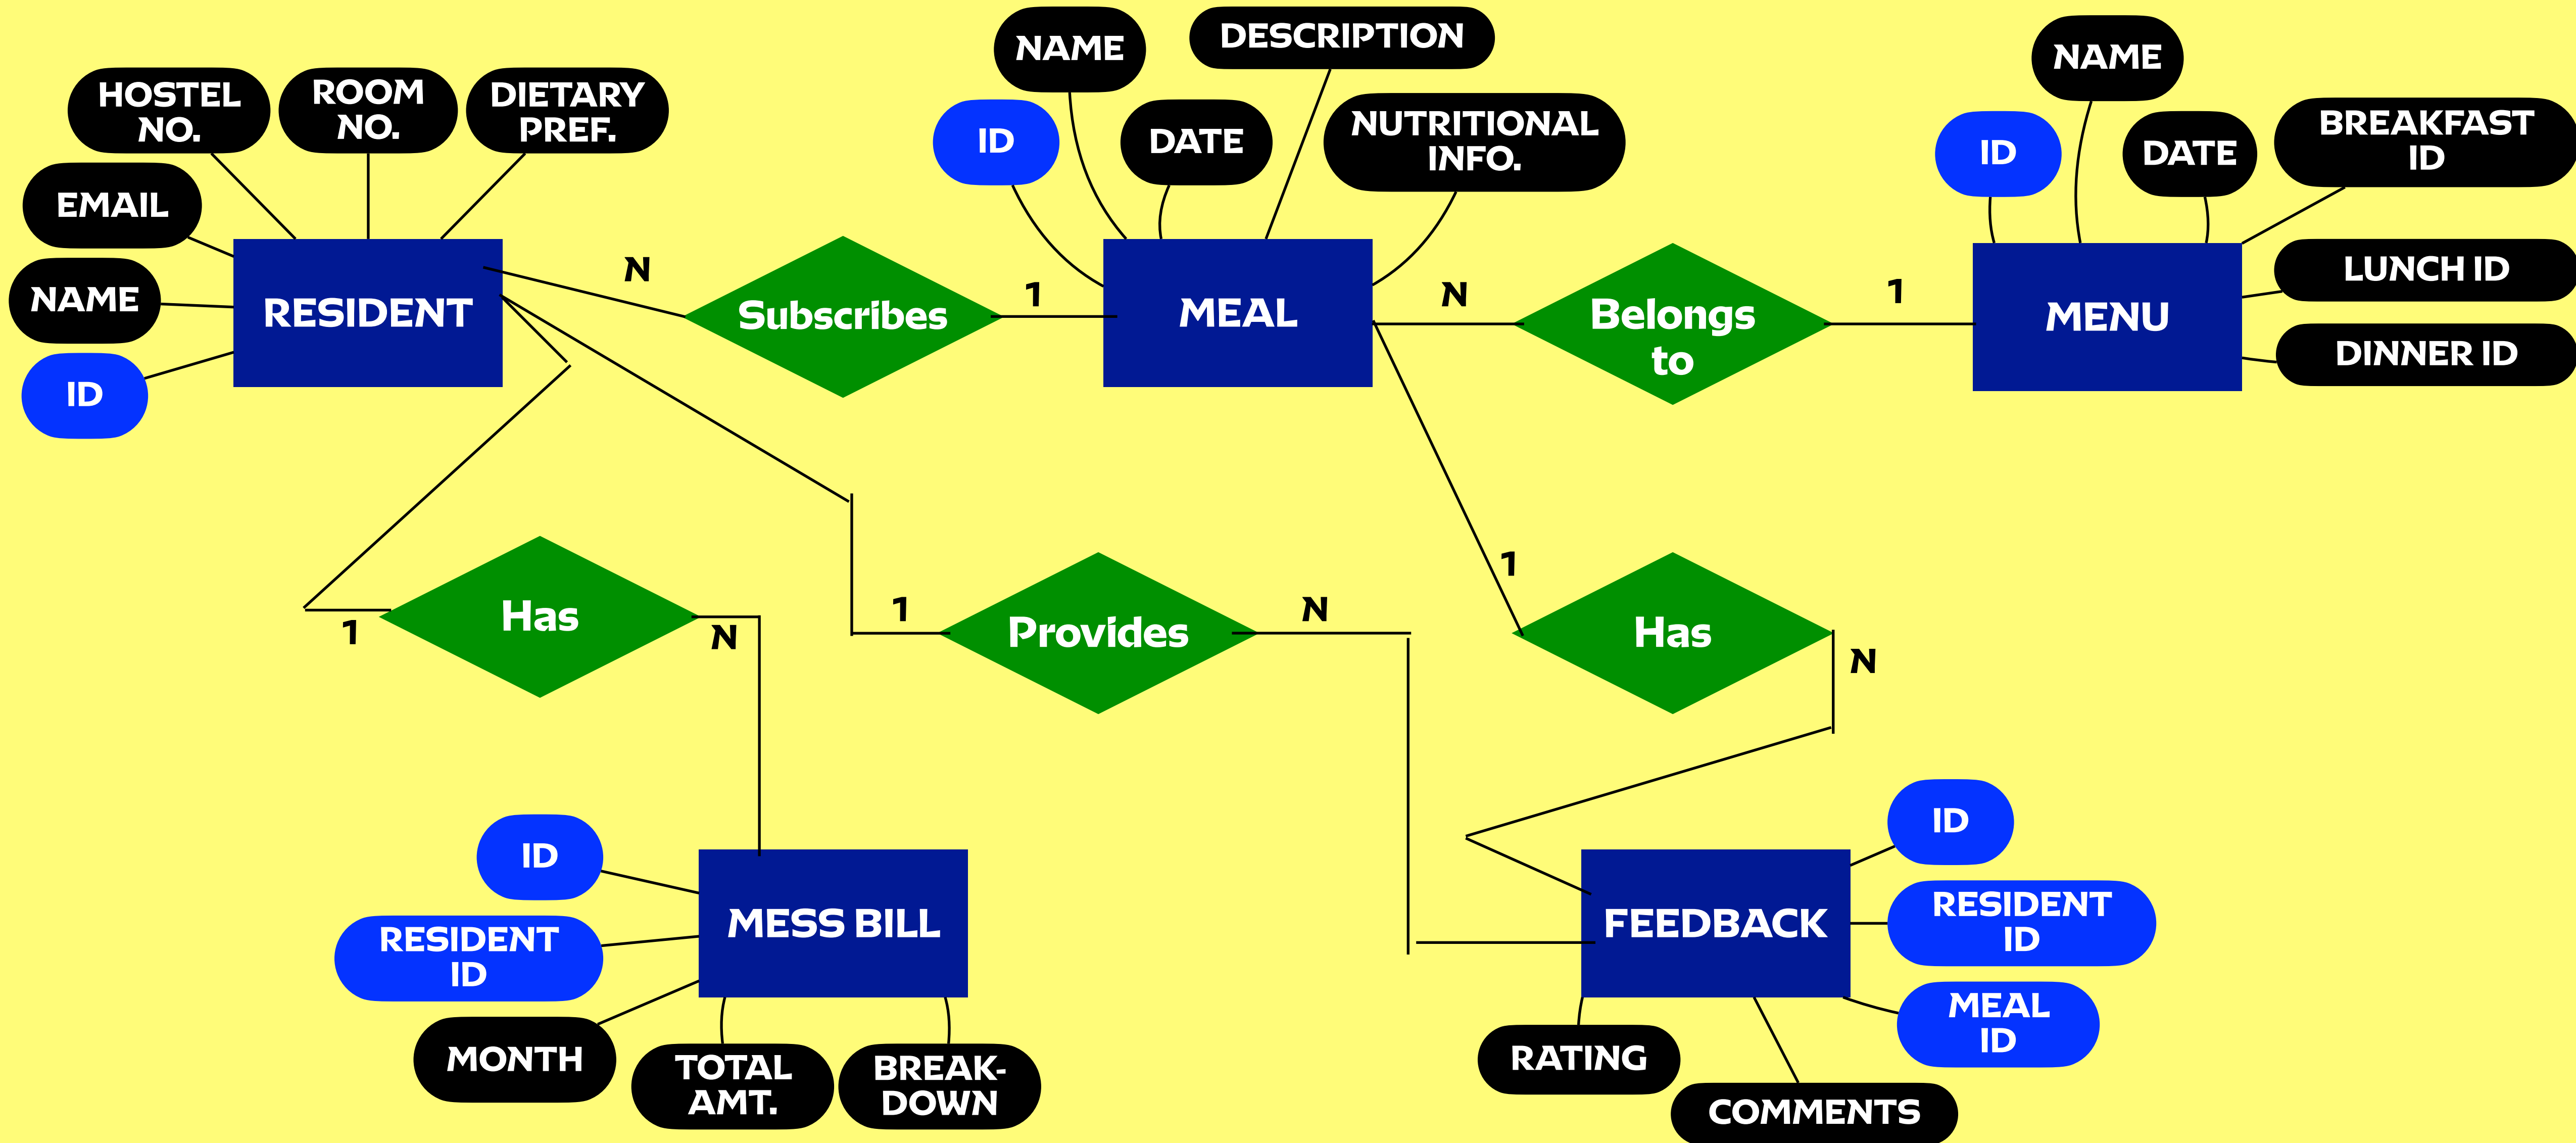 NAME
DESCRIPTION
NAME
HOSTEL
NO.
ROOM
NO.
DIETARY
PREF.
ID
DATE
NUTRITIONAL
INFO.
ID
DATE
BREAKFAST
ID
EMAIL
NAME
ID
RESIDENT
N
Subscribes
1
MEAL
N
Belongs
to
1
MENU
LUNCH ID
DINNER ID
1
Has
N
1
Provides
N
1
Has
N
ID
RESIDENT
ID
MONTH
TOTAL
AMT.
BREAK-
DOWN
MESS BILL
FEEDBACK
ID
RESIDENT
ID
MEAL
ID
RATING
COMMENTS